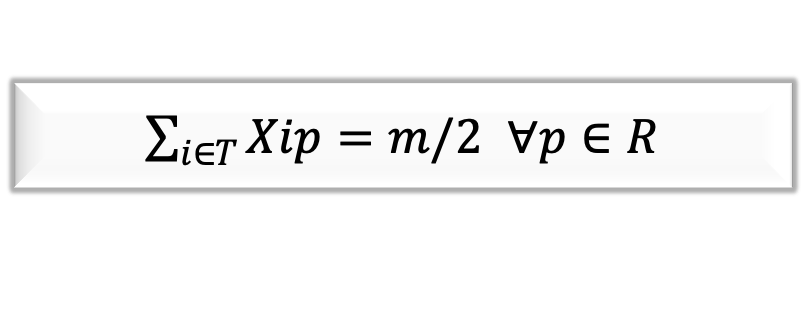 ∑_{i∈T} Xip = m/2 ∀p ∈ R